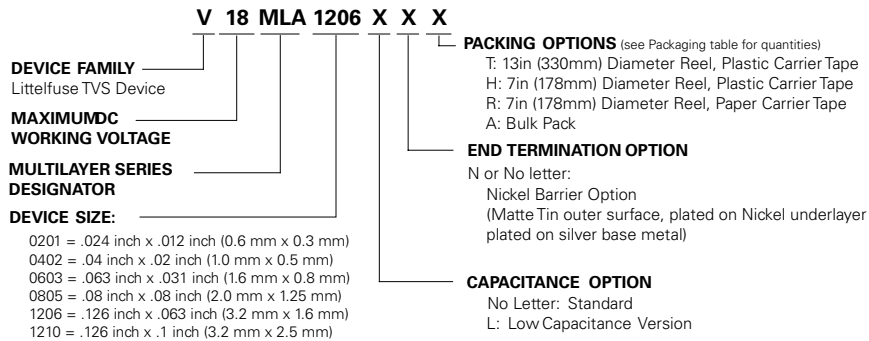 V 18 MLA 1206 X X X
DEVICE FAMILY
Littelfuse TVS Device
MAXIMUMDC
WORKING VOLTAGE
MULTILAYER SERIES
DESIGNATOR
DEVICE SIZE:
0201 = .024 inch x .012 inch (0.6 mm x 0.3 mm)
0402 = .04 inch x .02 inch (1.0 mm x 0.5 mm)
0603 = .063 inch x .031 inch (1.6 mm x 0.8 mm)
0805 = .08 inch x .08 inch (2.0 mm x 1.25 mm)
1206 = .126 inch x .063 inch (3.2 mm x 1.6 mm)
1210 = .126 inch x .1 inch (3.2 mm x 2.5 mm)
PACKING OPTIONS (see Packaging table for quantities)
T: 13in (330mm) Diameter Reel, Plastic Carrier Tape
H: 7in (178mm) Diameter Reel, Plastic Carrier Tape
R: 7in (178mm) Diameter Reel, Paper Carrier Tape
A: Bulk Pack
END TERMINATION OPTION
N or No letter:
Nickel Barrier Option
(Matte Tin outer surface, plated on Nickel underlayer
plated on silver base metal)
CAPACITANCE OPTION
No Letter: Standard
L: Low Capacitance Version